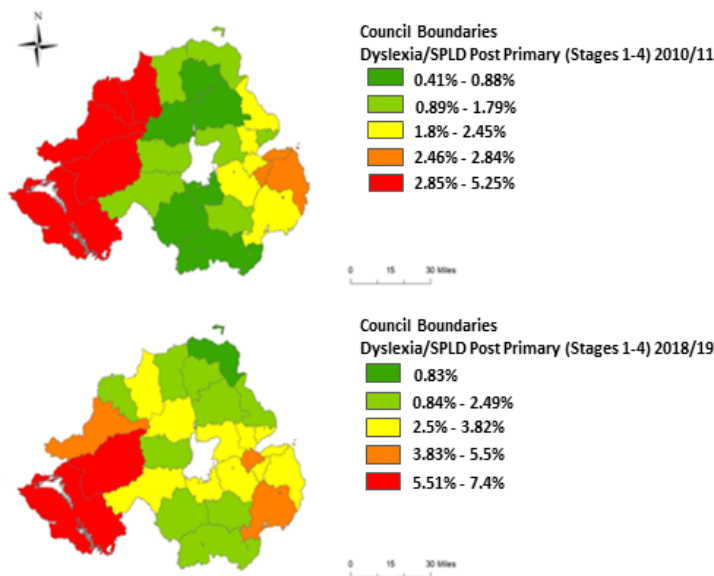 N
Council Boundaries
Dyslexia/SPLD Post Primary (Stages 1-4) 2010/11
0.41% - 0.88%
0.89% - 1.79%
1.8% - 2.45%
2.46% - 2.84%
2.85% - 5.25%
0 15 30 Miles
Council Boundaries
Dyslexia/SPLD Post Primary (Stages 1-4) 2018/19
0.83%
0.84% - 2.49%
2.5% - 3.82%
3.83% - 5.5%
5.51% - 7.4%
0 15 30 Miles